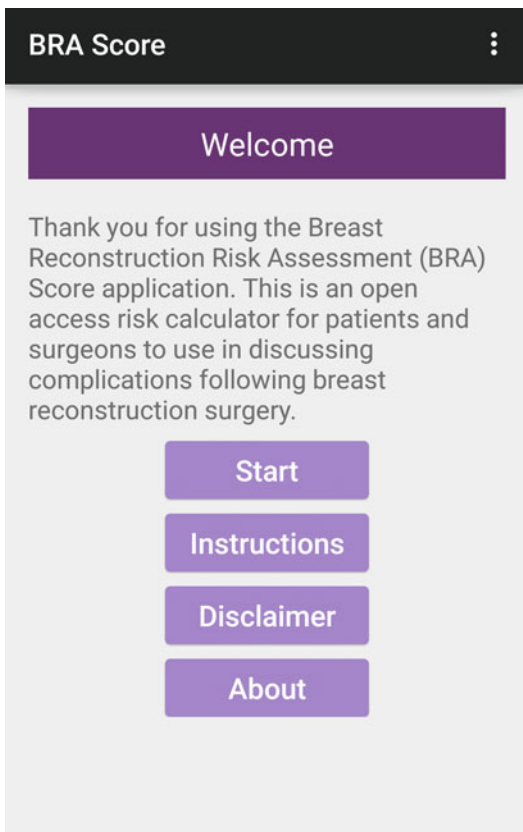 BRA Score
Welcome
Thank you for using the Breast
Reconstruction Risk Assessment (BRA)
Score application. This is an open
access risk calculator for patients and
surgeons to use in discussing
complications following breast
reconstruction surgery.
Start
Instructions
Disclaimer
About